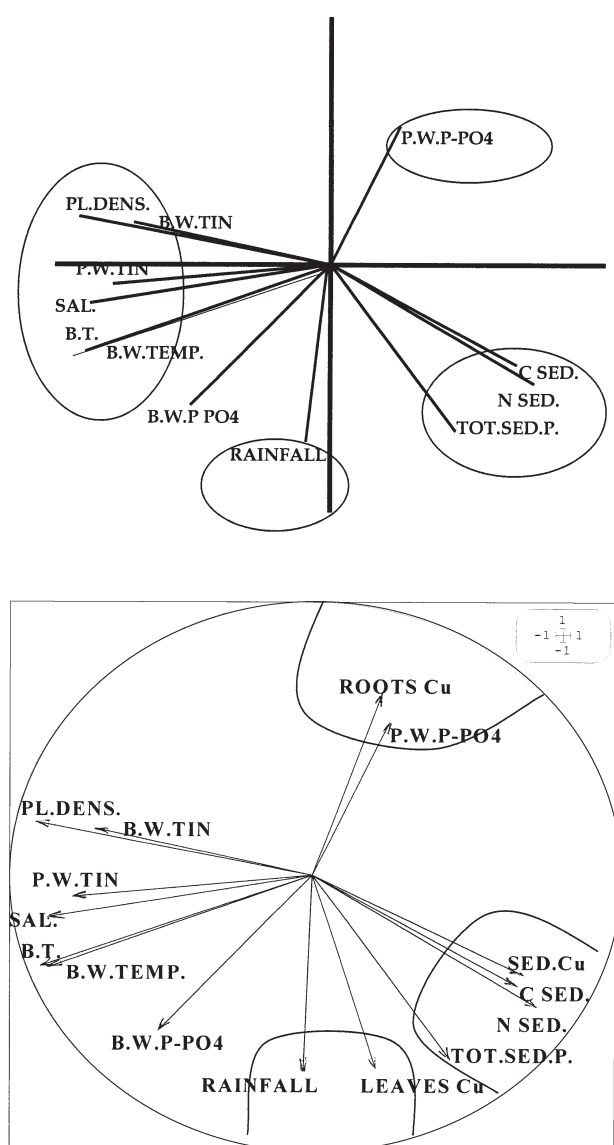 P.W.P-PO4
PL.DENS.
B.W.TIN
P.W.TIN
SAL.
B.T.
B.W.TEMP.
C SED.
N SED.
B.W.P PO4
TOT.SED.P.
RAINFALL
1
-1 1
-1
ROOTS Cu
P.W.P-PO4
PL.DENS.
B.W.TIN
P.W.TIN
SAL.
B.T.
B.W.TEMP.
SED.Cu
C SED.
N SED.
B.W.P-PO4
TOT.SED.P.
RAINFALL
LEAVES Cu